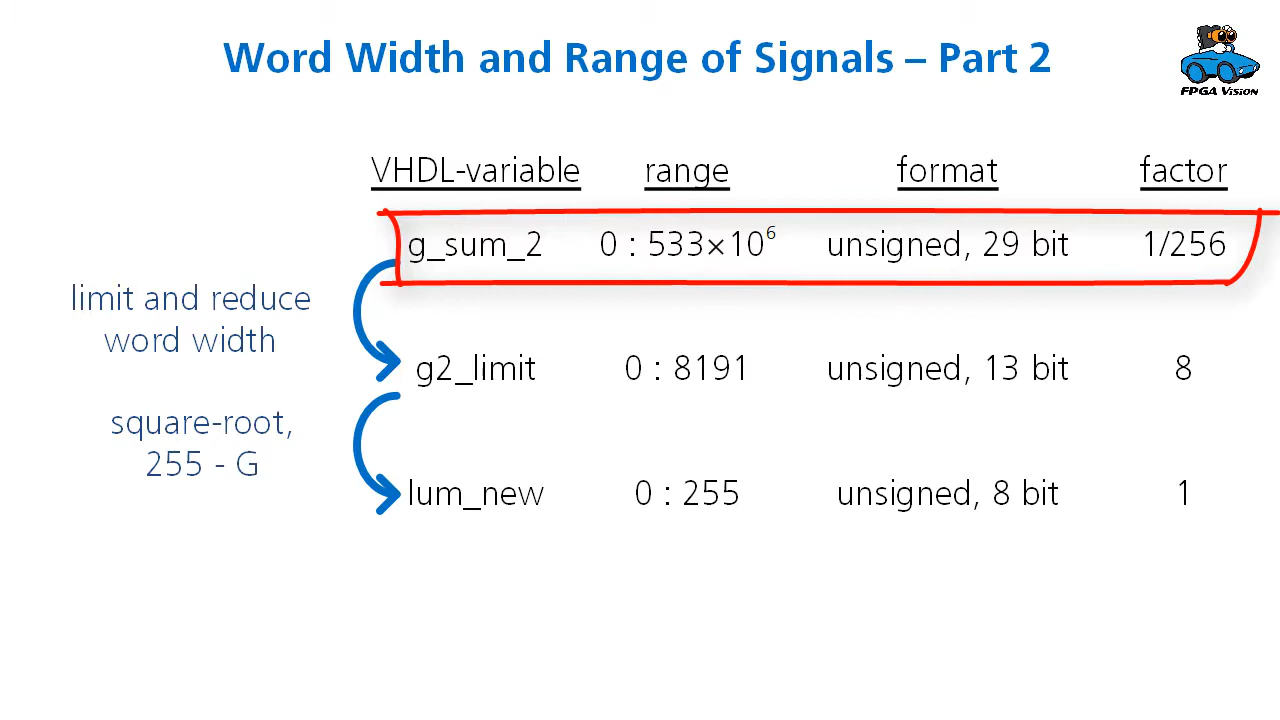 Word Width and Range of Signals – Part 2
FPGA Vision
VHDL-variable range format factor
g_sum_2 0 : 533×10⁶ unsigned, 29 bit 1/256
limit and reduce
word width
g2_limit 0 : 8191 unsigned, 13 bit 8
square-root,
255 - G
lum_new 0 : 255 unsigned, 8 bit 1